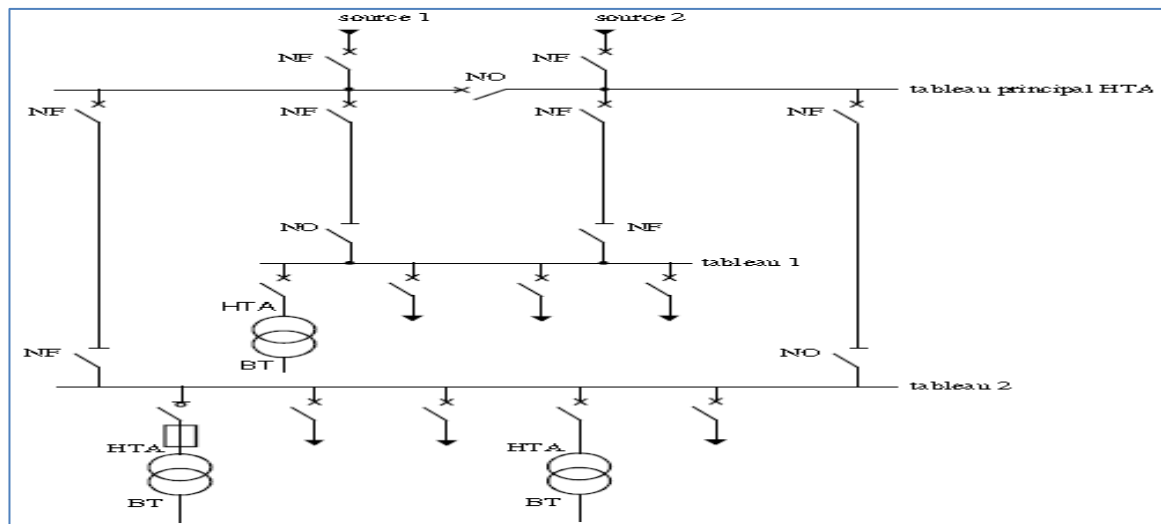 source 1
source 2
NF
NF
NO
tableau principal HTA
NF
NF
NF
NF
NO
NF
tableau 1
HTA
BT
NF
NO
tableau 2
HTA
HTA
BT
BT